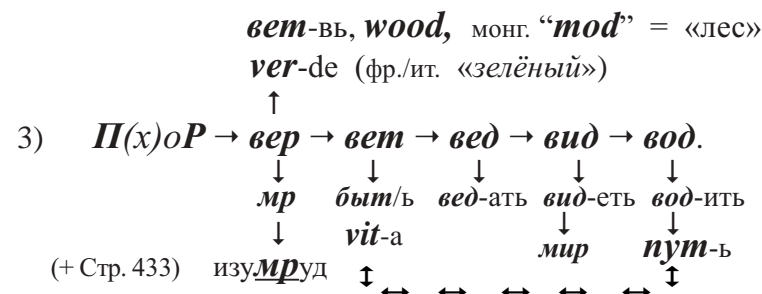 вет-вь, wood, монг. “mod” = «лес»
ver-de (фр./ит. «зелёный»)
↑
3) П(х)оР → вер → вет → вед → вид → вод.
↓ ↓ ↓ ↓ ↓
мр быт/ь вед-ать вид-еть вод-ить
↓ vit-а ↓ ↓
мир пут-ь
(+ Стр. 433) изумруд ↕ ↔ ↔ ↔ ↔ ↔ ↕